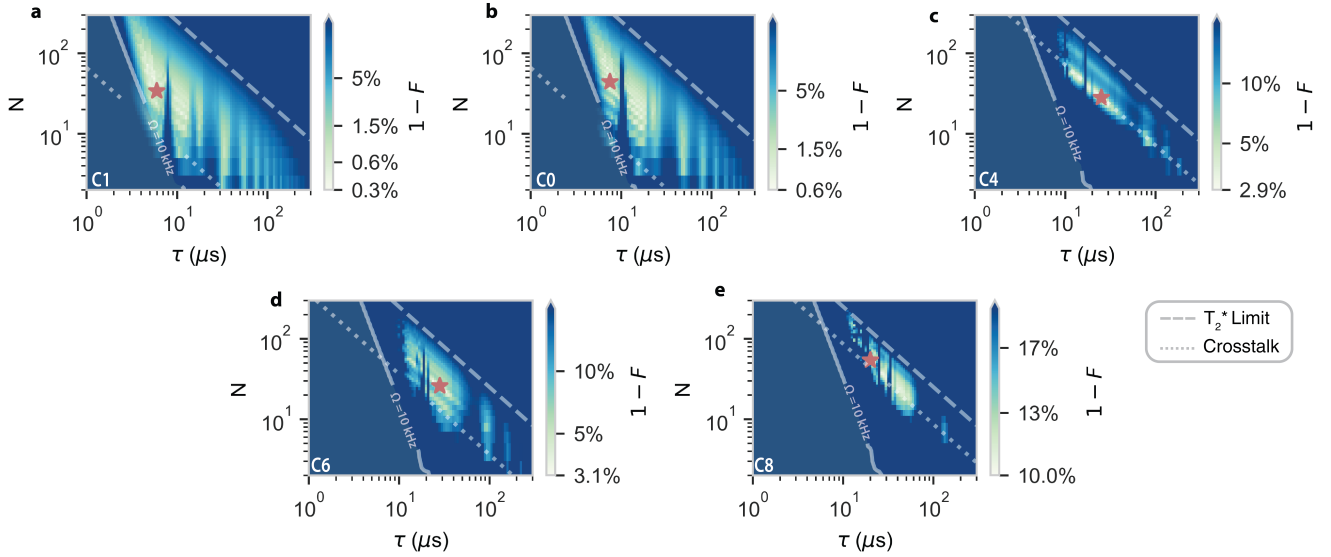 a
b
c
10²
10¹
N
C1
Ω =10 kHz
10⁰ 10¹ 10²
τ (μs)
5%
1.5%
0.6%
0.3%
1 − F
10²
10¹
N
C0
Ω =10 kHz
10⁰ 10¹ 10²
τ (μs)
5%
1.5%
0.6%
1 − F
10²
10¹
N
C4
Ω =10 kHz
10⁰ 10¹ 10²
τ (μs)
10%
5%
2.9%
1 − F
d
e
10²
10¹
N
C6
Ω =10 kHz
10⁰ 10¹ 10²
τ (μs)
10%
5%
3.1%
1 − F
10²
10¹
N
C8
Ω =10 kHz
10⁰ 10¹ 10²
τ (μs)
17%
13%
10.0%
1 − F
T₂* Limit
Crosstalk